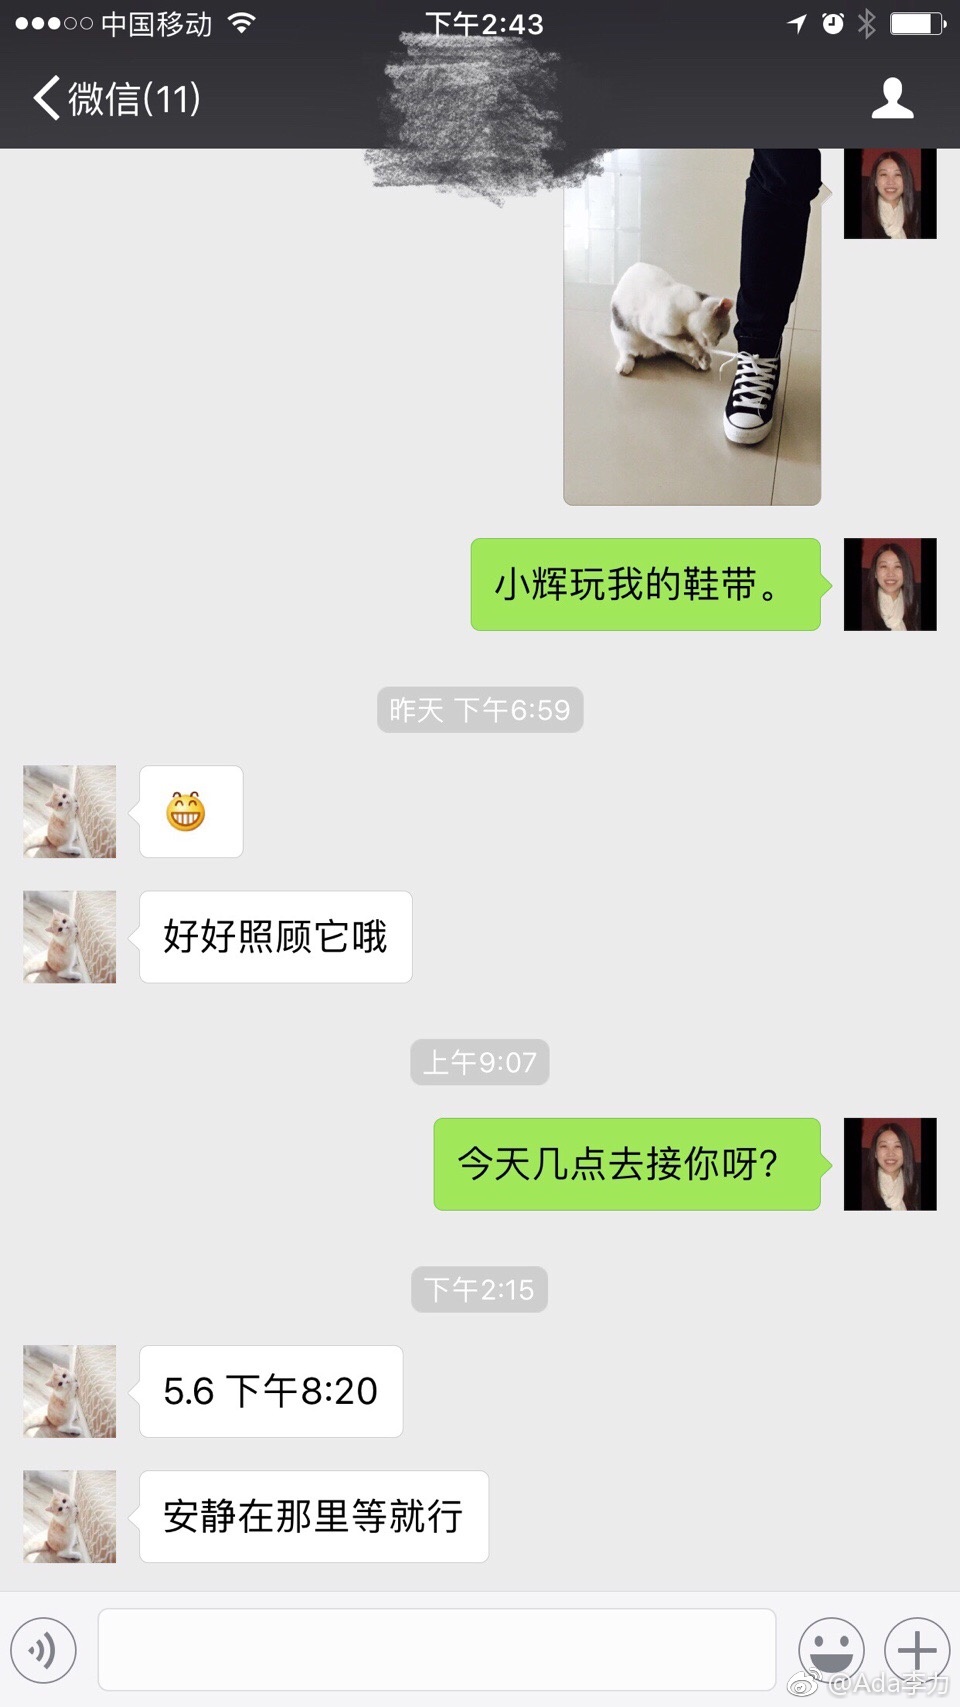 中国移动
下午2:43
微信(11)
小辉玩我的鞋带。
昨天 下午6:59
好好照顾它哦
上午9:07
今天几点去接你呀?
下午2:15
5.6 下午8:20
安静在那里等就行
@Ada李力